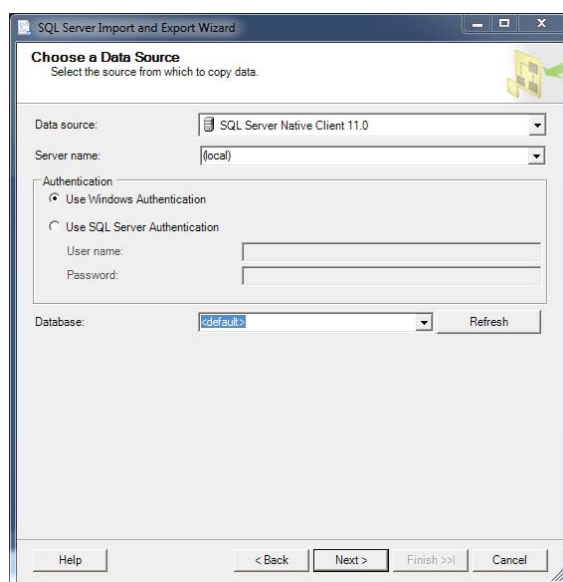 SQL Server Import and Export Wizard
Choose a Data Source
Select the source from which to copy data.
Data source: SQL Server Native Client 11.0
Server name: (local)
Authentication
Use Windows Authentication
Use SQL Server Authentication
User name:
Password:
Database: <default> Refresh
Help < Back Next > Finish >>| Cancel